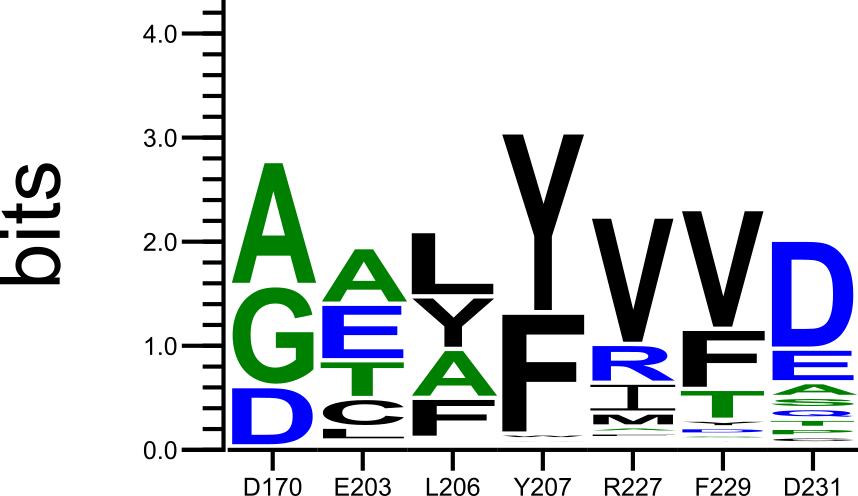 bits
4.0
3.0
2.0
1.0
0.0
A G D
A E T C L
L Y A F
Y F
V R I M
V F T Y D
D E A S Q T P
D170 E203 L206 Y207 R227 F229 D231